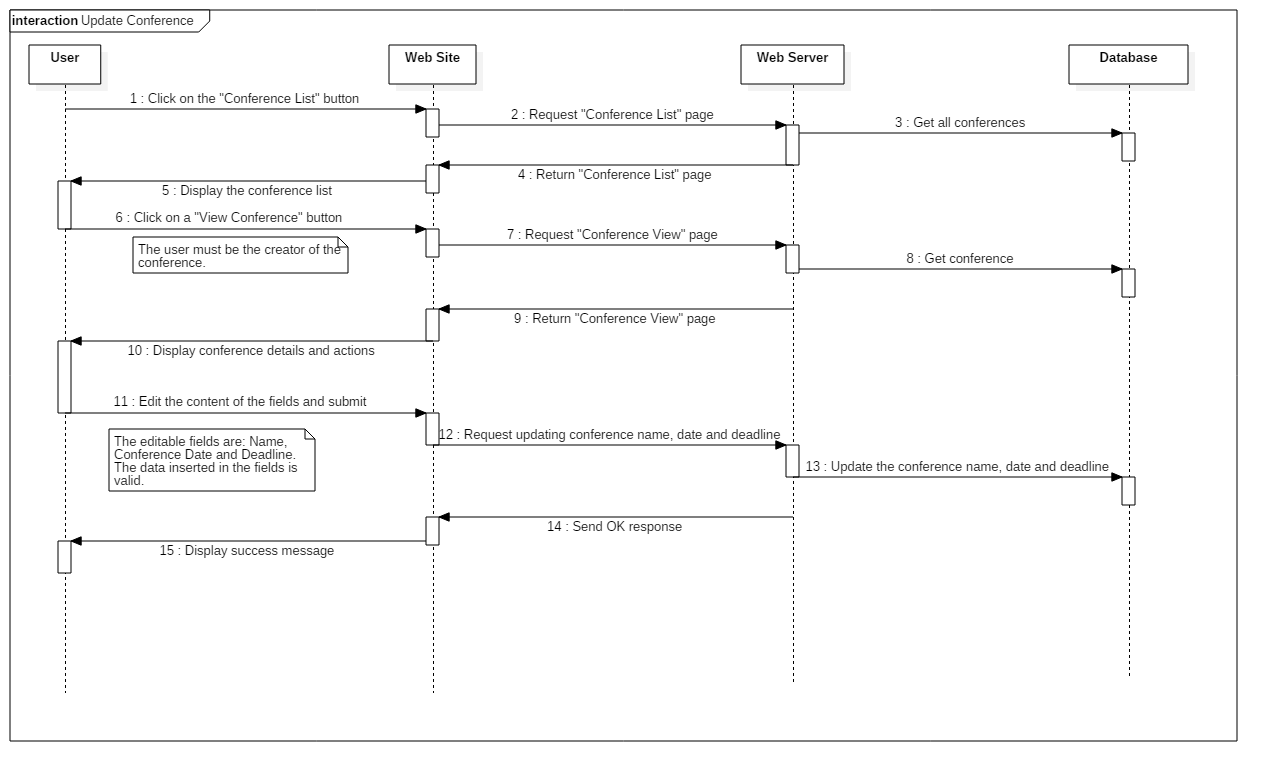 interaction Update Conference
User
Web Site
Web Server
Database
1 : Click on the "Conference List" button
2 : Request "Conference List" page
3 : Get all conferences
4 : Return "Conference List" page
5 : Display the conference list
6 : Click on a "View Conference" button
The user must be the creator of the
conference.
7 : Request "Conference View" page
8 : Get conference
9 : Return "Conference View" page
10 : Display conference details and actions
11 : Edit the content of the fields and submit
The editable fields are: Name,
Conference Date and Deadline.
The data inserted in the fields is
valid.
12 : Request updating conference name, date and deadline
13 : Update the conference name, date and deadline
14 : Send OK response
15 : Display success message